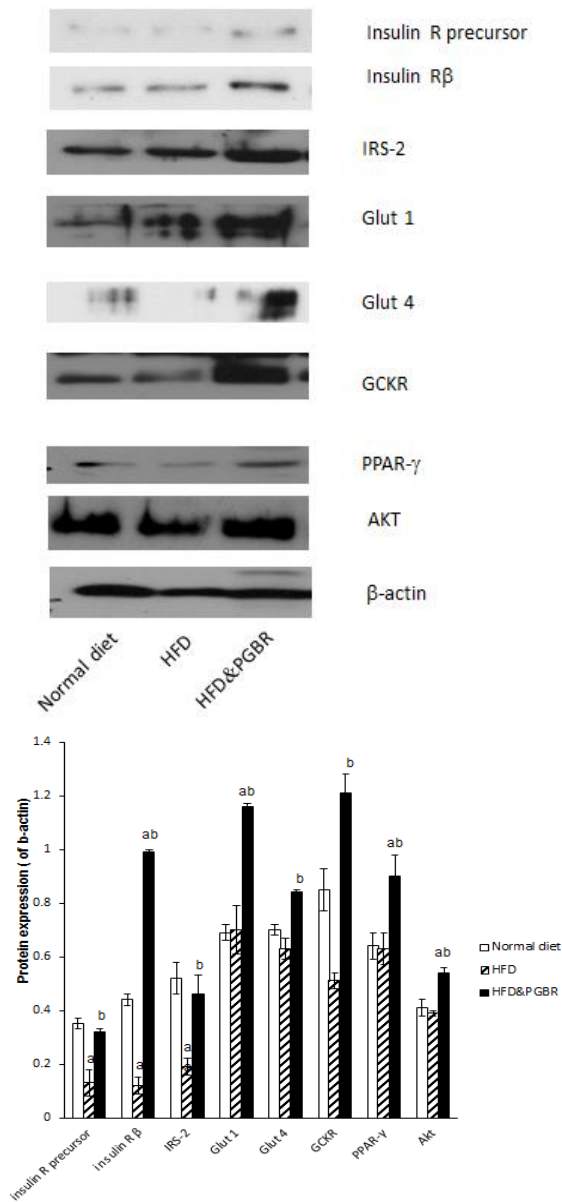 Insulin R precursor
Insulin Rβ
IRS-2
Glut 1
Glut 4
GCKR
PPAR-γ
AKT
β-actin
Normal diet
HFD
HFD&PGBR
Protein expression ( of b-actin)
1.4
1.2
1
0.8
0.6
0.4
0.2
0
a
b
a
ab
a
b
ab
b
b
ab
ab
Normal diet
HFD
HFD&PGBR
insulin R precursor
insulin R β
IRS-2
Glut 1
Glut 4
GCKR
PPAR-γ
Akt